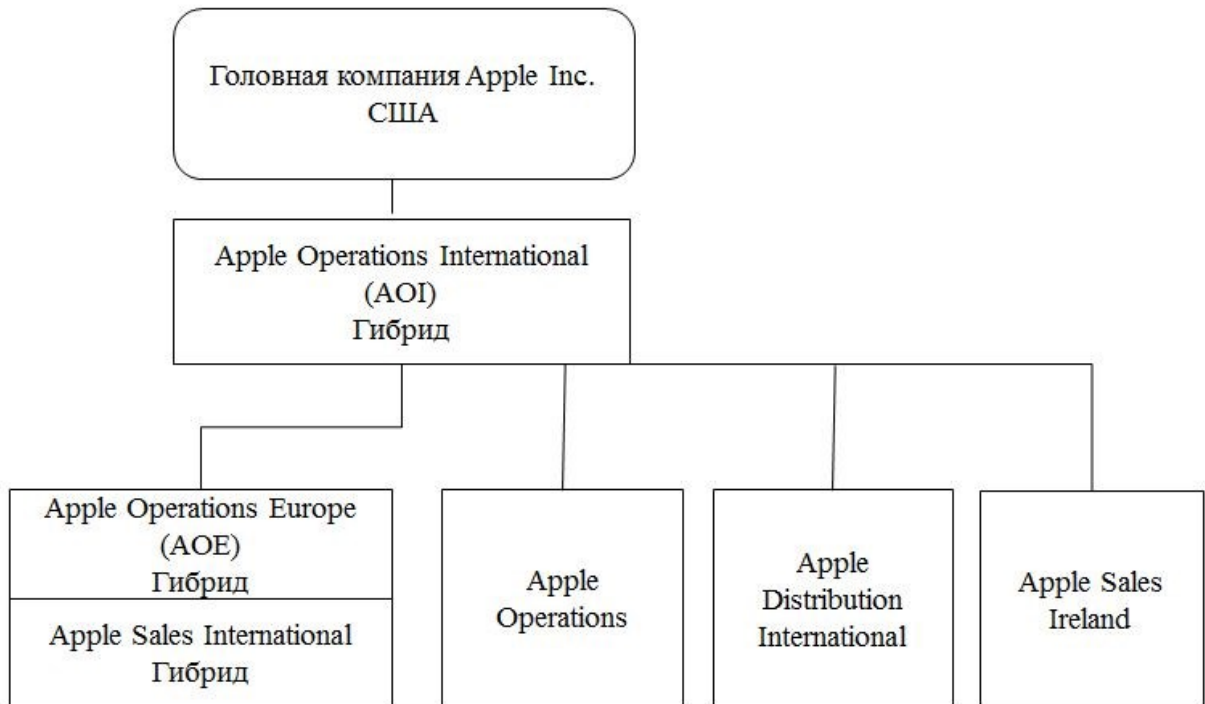 Головная компания Apple Inc.
США
Apple Operations International
(AOI)
Гибрид
Apple Operations Europe
(AOE)
Гибрид
Apple Sales International
Гибрид
Apple
Operations
Apple
Distribution
International
Apple Sales
Ireland